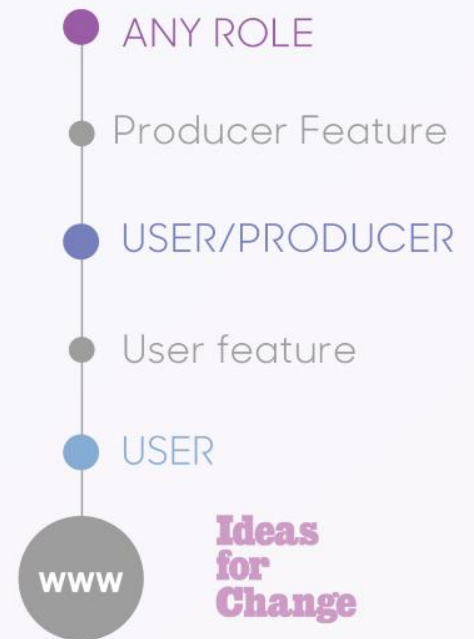 ANY ROLE
Producer Feature
USER/PRODUCER
User feature
USER
www
Ideas
for
Change